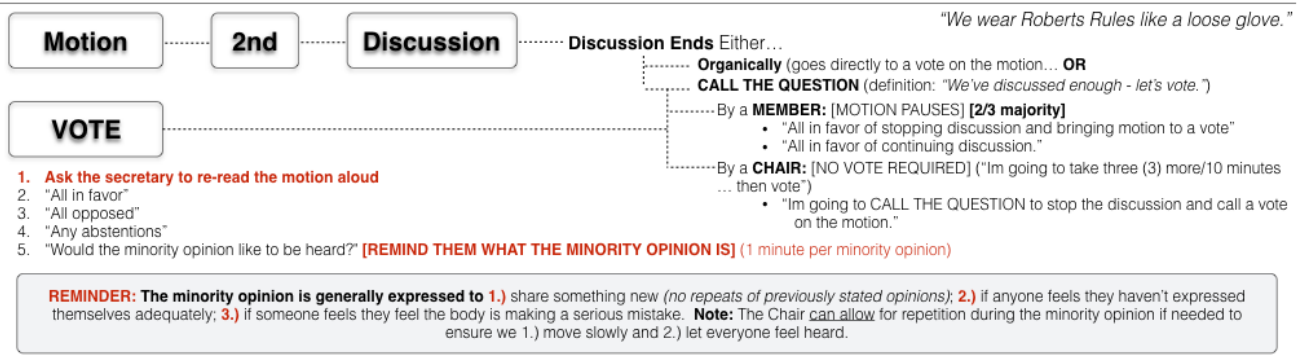 "We wear Roberts Rules like a loose glove."
Motion
2nd
Discussion
Discussion Ends Either…
Organically (goes directly to a vote on the motion… OR
CALL THE QUESTION (definition: "We've discussed enough - let's vote.")
By a MEMBER: [MOTION PAUSES] [2/3 majority]
• "All in favor of stopping discussion and bringing motion to a vote"
• "All in favor of continuing discussion."
By a CHAIR: [NO VOTE REQUIRED] ("Im going to take three (3) more/10 minutes
… then vote")
• "Im going to CALL THE QUESTION to stop the discussion and call a vote
on the motion."
VOTE
1. Ask the secretary to re-read the motion aloud
2. "All in favor"
3. "All opposed"
4. "Any abstentions"
5. "Would the minority opinion like to be heard?" [REMIND THEM WHAT THE MINORITY OPINION IS] (1 minute per minority opinion)
REMINDER: The minority opinion is generally expressed to 1.) share something new (no repeats of previously stated opinions); 2.) if anyone feels they haven't expressed
themselves adequately; 3.) if someone feels they feel the body is making a serious mistake. Note: The Chair can allow for repetition during the minority opinion if needed to
ensure we 1.) move slowly and 2.) let everyone feel heard.